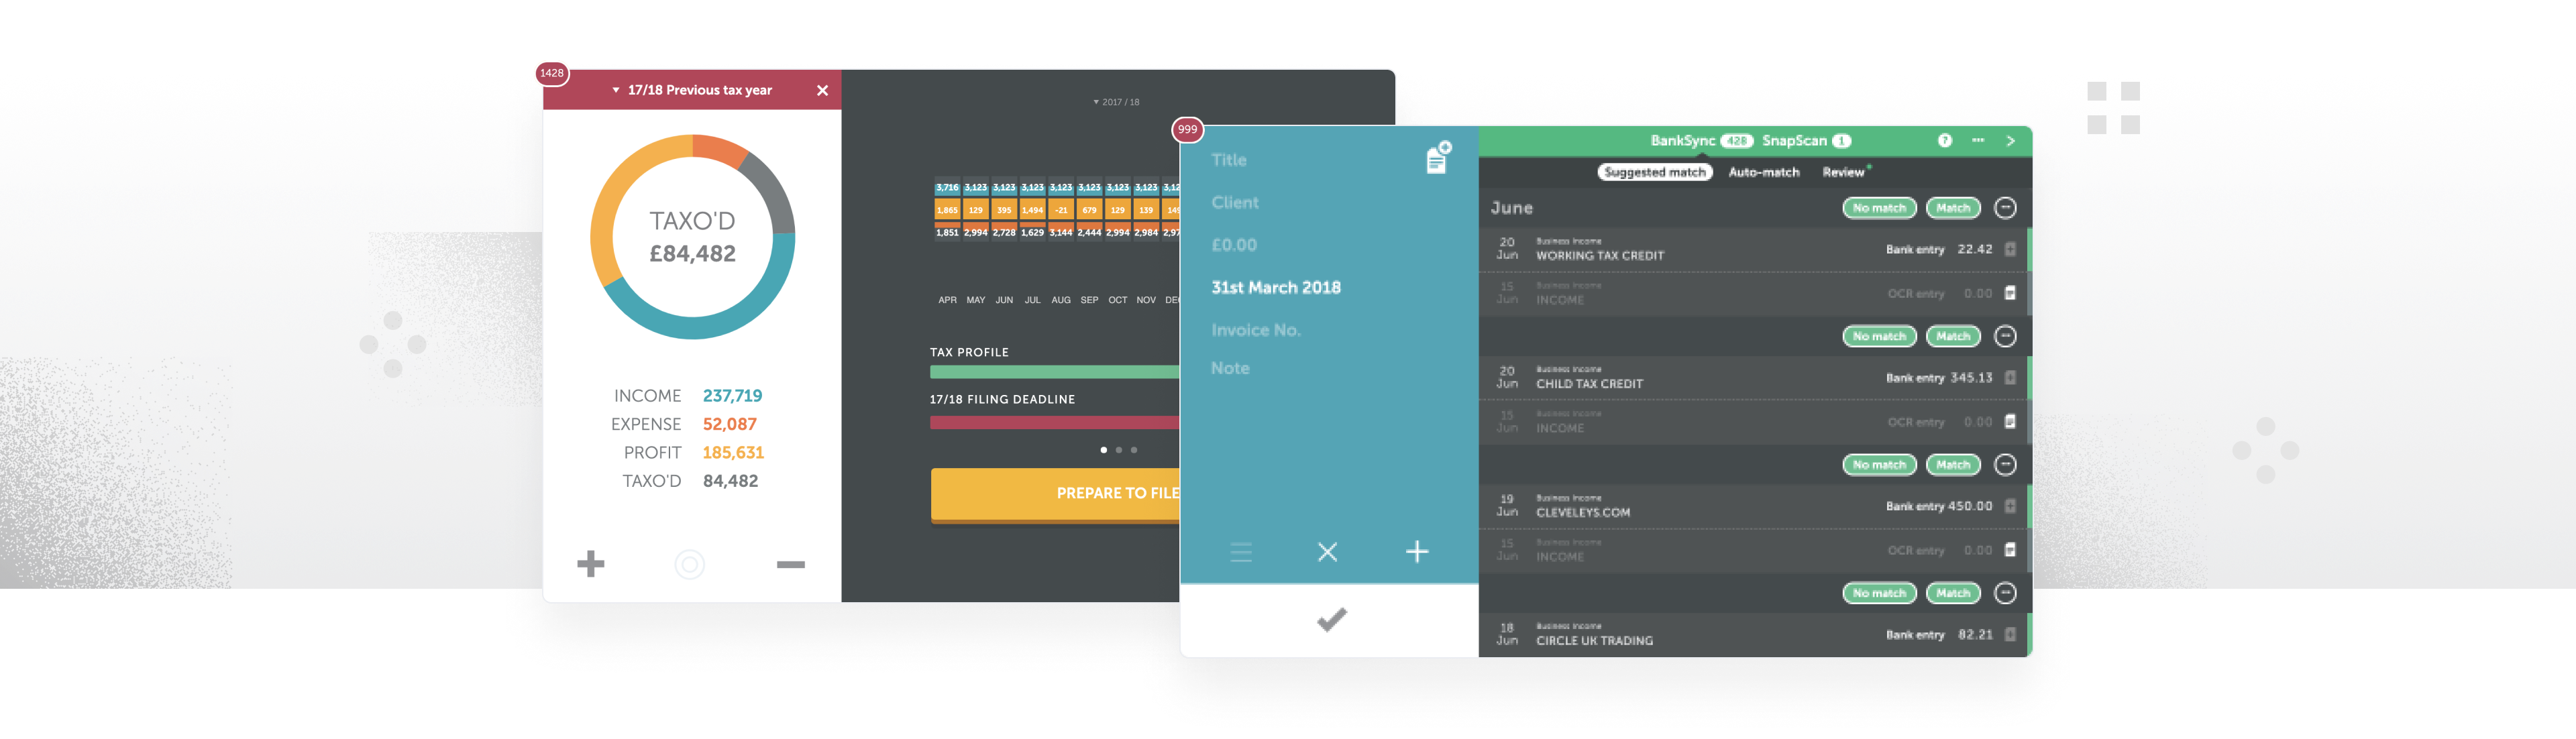 1428
17/18 Previous tax year
TAXO'D
£84,482
INCOME 237,719
EXPENSE 52,087
PROFIT 185,631
TAXO'D 84,482
2017 / 18
3,716 3,123 3,123 3,123 3,123 3,123 3,123 3,123
1,865 129 395 1,494 -21 679 129 139
1,851 2,994 2,728 1,629 3,144 2,444 2,994 2,984
APR MAY JUN JUL AUG SEP OCT NOV
TAX PROFILE
17/18 FILING DEADLINE
PREPARE TO FILE
999
Title
Client
£0.00
31st March 2018
Invoice No.
Note
BankSync 428 SnapScan 1 ?
Suggested match Auto-match Review
June No match Match
20 Jun Business Income
WORKING TAX CREDIT Bank entry 22.42
15 Jun Business Income
INCOME OCR entry 0.00
No match Match
20 Jun Business Income
CHILD TAX CREDIT Bank entry 345.13
15 Jun Business Income
INCOME OCR entry 0.00
No match Match
19 Jun Business Income
CLEVELEYS.COM Bank entry 450.00
15 Jun Business Income
INCOME OCR entry 0.00
No match Match
18 Jun Business Income
CIRCLE UK TRADING Bank entry 82.21